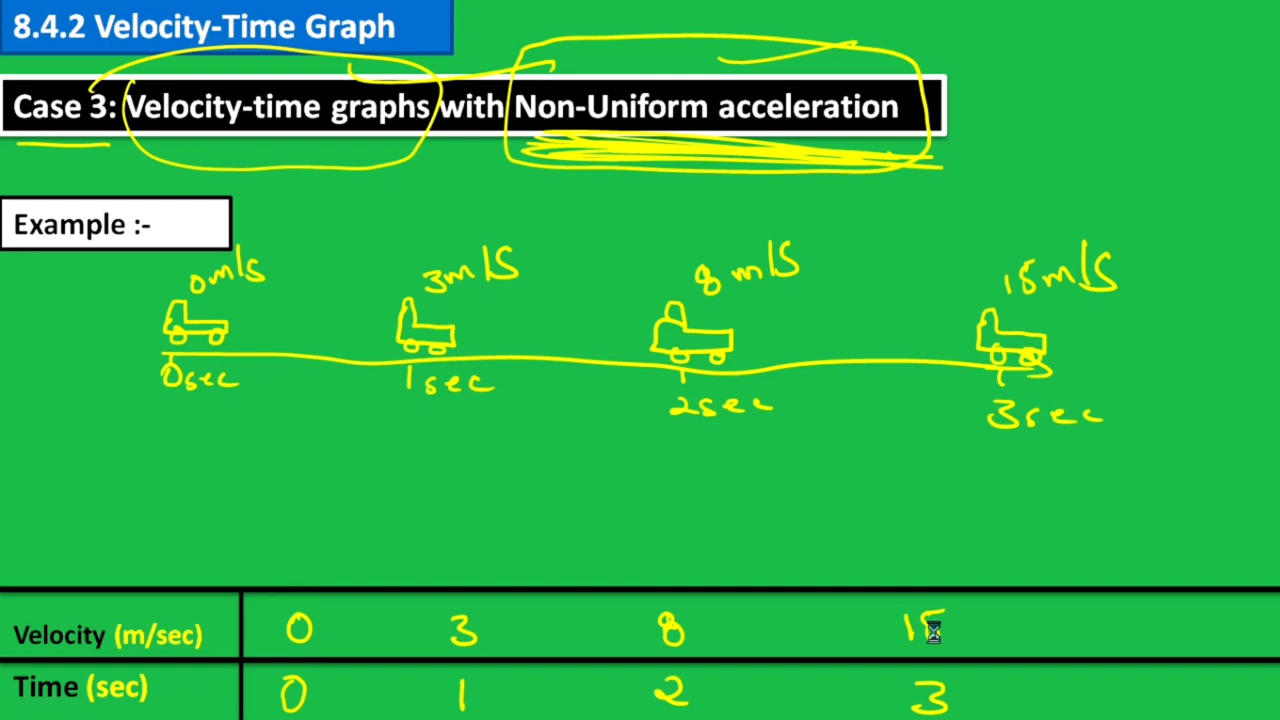 8.4.2 Velocity-Time Graph
Case 3: Velocity-time graphs with Non-Uniform acceleration
Example :-
0m/s 3m/s 8m/s 15m/s
0sec 1sec 2sec 3sec
Velocity (m/sec) 0 3 8 15
Time (sec) 0 1 2 3